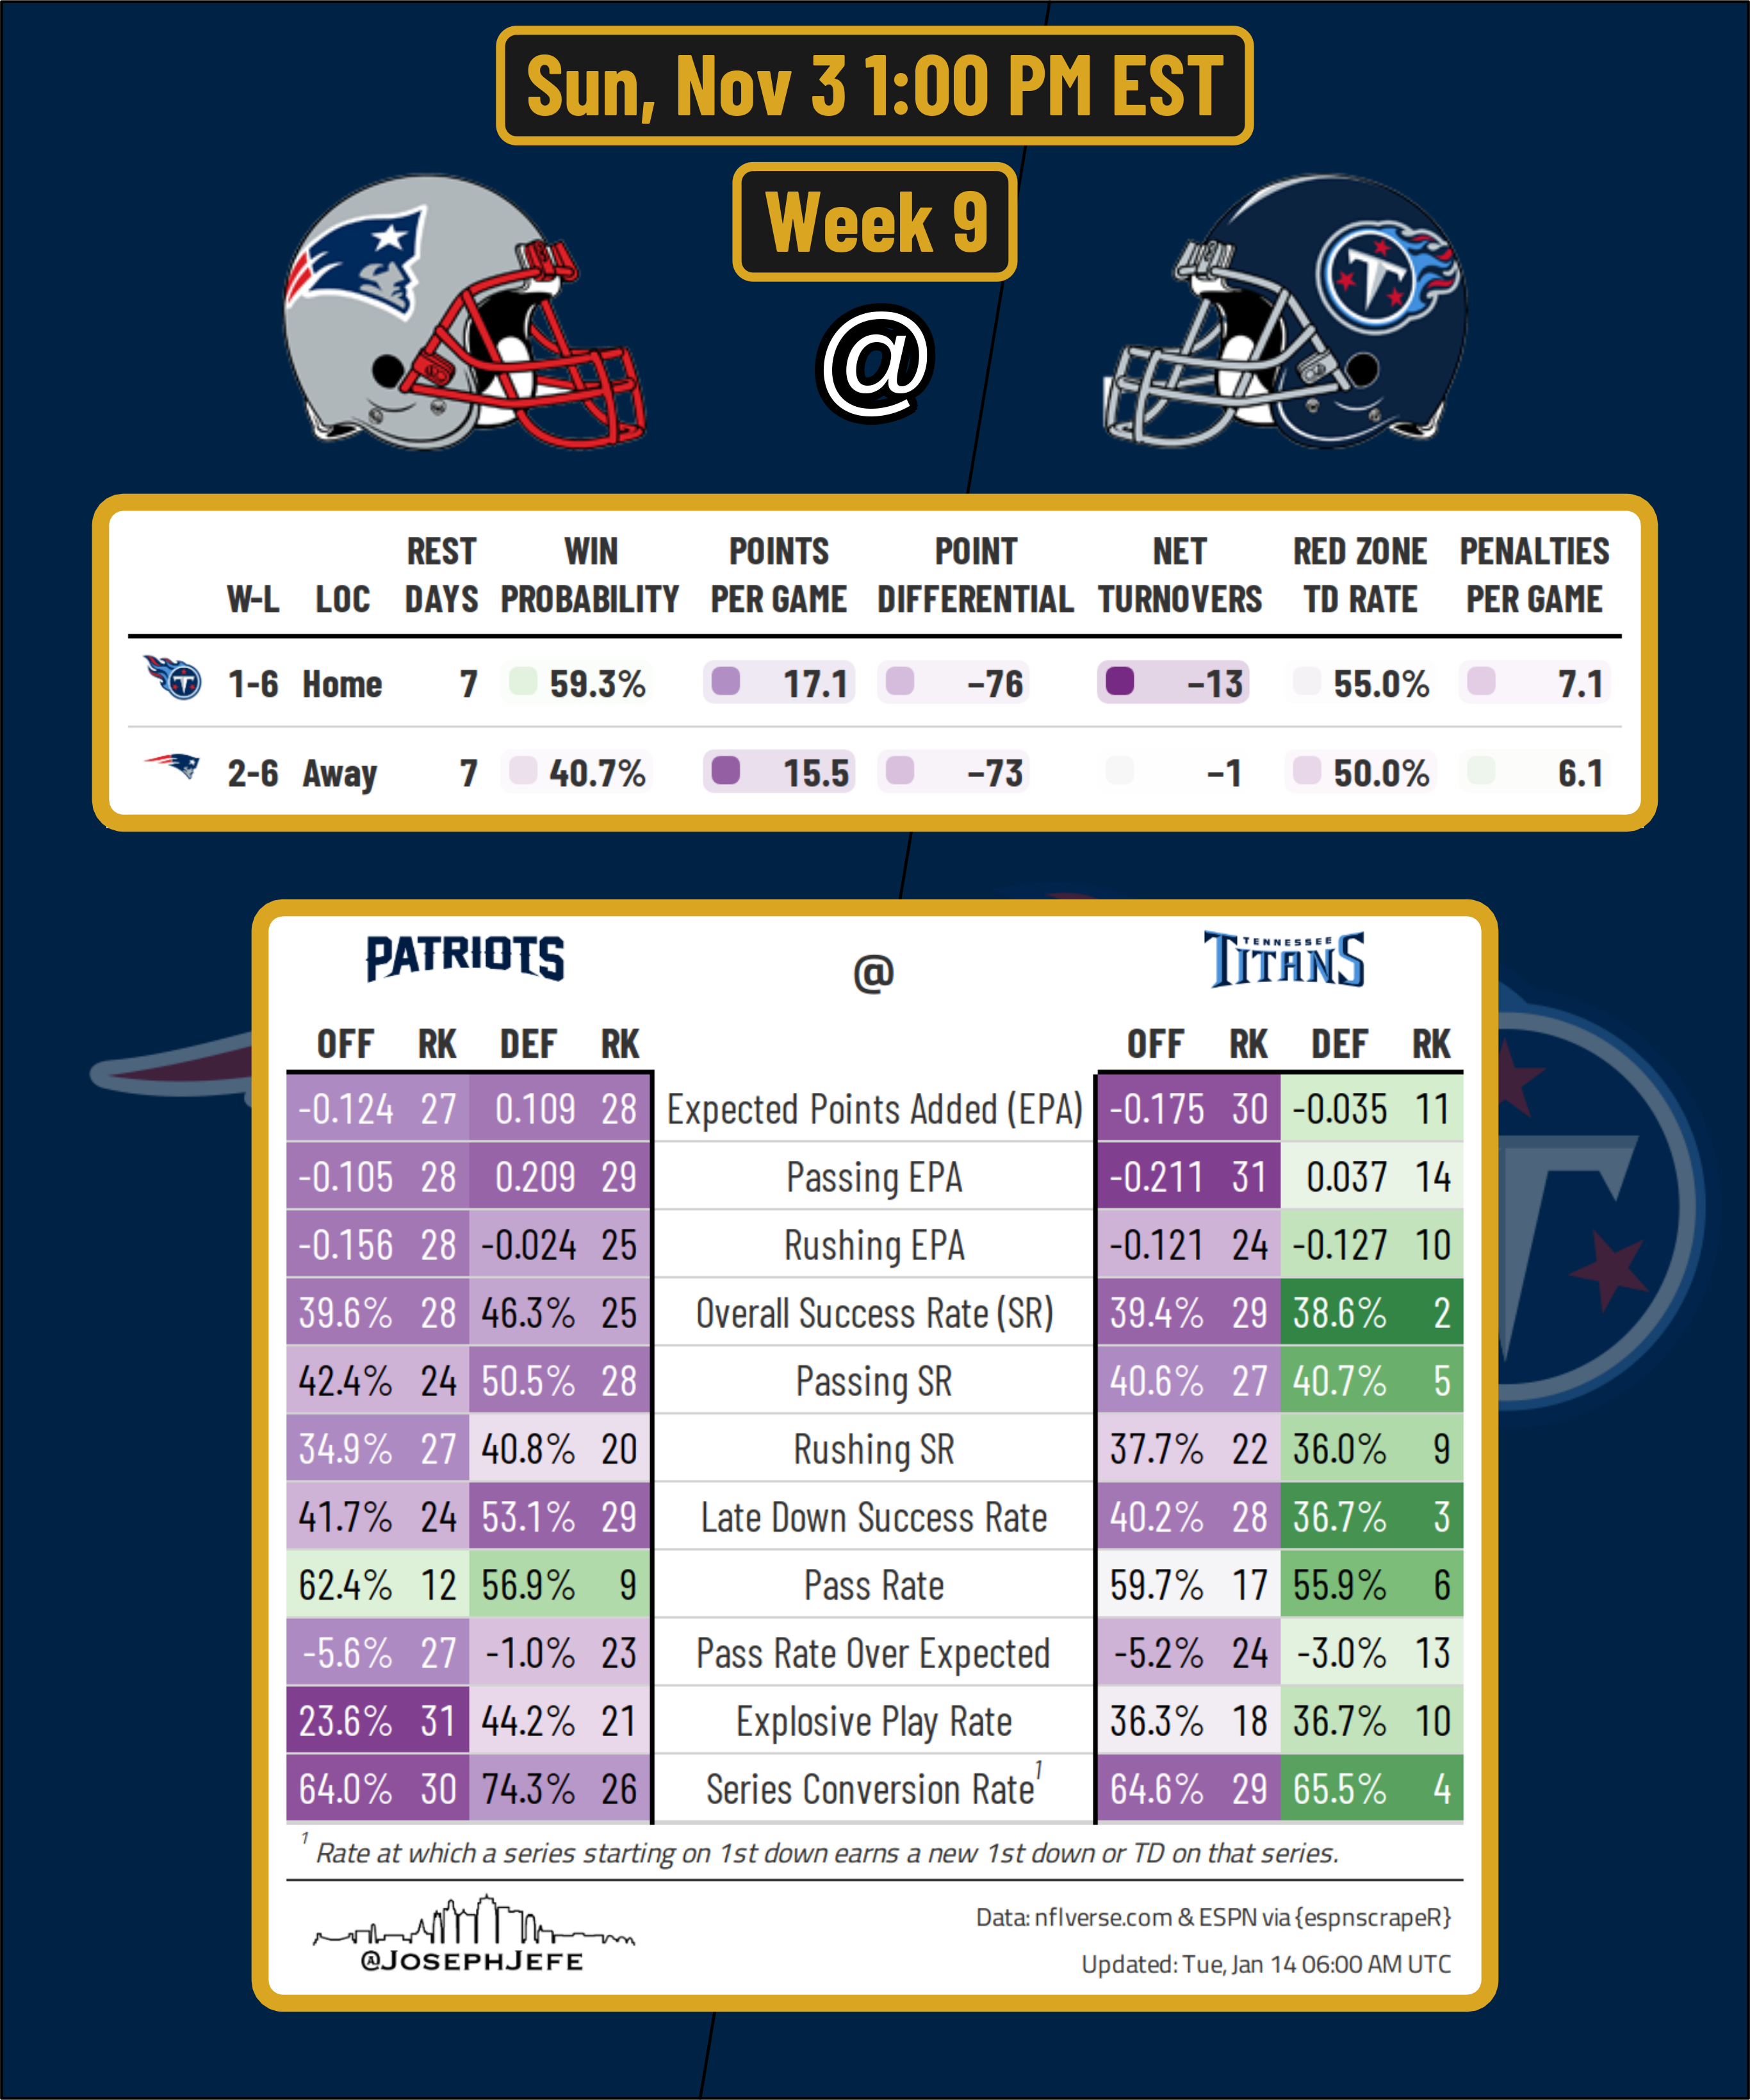 Sun, Nov 3 1:00 PM EST
Week 9
@
W-L LOC REST DAYS WIN PROBABILITY POINTS PER GAME POINT DIFFERENTIAL NET TURNOVERS RED ZONE TD RATE PENALTIES PER GAME
1-6 Home 7 59.3% 17.1 −76 −13 55.0% 7.1
2-6 Away 7 40.7% 15.5 −73 −1 50.0% 6.1
PATRIOTS @ TENNESSEE TITANS
OFF RK DEF RK OFF RK DEF RK
-0.124 27 0.109 28 Expected Points Added (EPA) -0.175 30 -0.035 11
-0.105 28 0.209 29 Passing EPA -0.211 31 0.037 14
-0.156 28 -0.024 25 Rushing EPA -0.121 24 -0.127 10
39.6% 28 46.3% 25 Overall Success Rate (SR) 39.4% 29 38.6% 2
42.4% 24 50.5% 28 Passing SR 40.6% 27 40.7% 5
34.9% 27 40.8% 20 Rushing SR 37.7% 22 36.0% 9
41.7% 24 53.1% 29 Late Down Success Rate 40.2% 28 36.7% 3
62.4% 12 56.9% 9 Pass Rate 59.7% 17 55.9% 6
-5.6% 27 -1.0% 23 Pass Rate Over Expected -5.2% 24 -3.0% 13
23.6% 31 44.2% 21 Explosive Play Rate 36.3% 18 36.7% 10
64.0% 30 74.3% 26 Series Conversion Rate1 64.6% 29 65.5% 4
1 Rate at which a series starting on 1st down earns a new 1st down or TD on that series.
@JOSEPHJEFE
Data: nflverse.com & ESPN via {espnscrapeR}
Updated: Tue, Jan 14 06:00 AM UTC